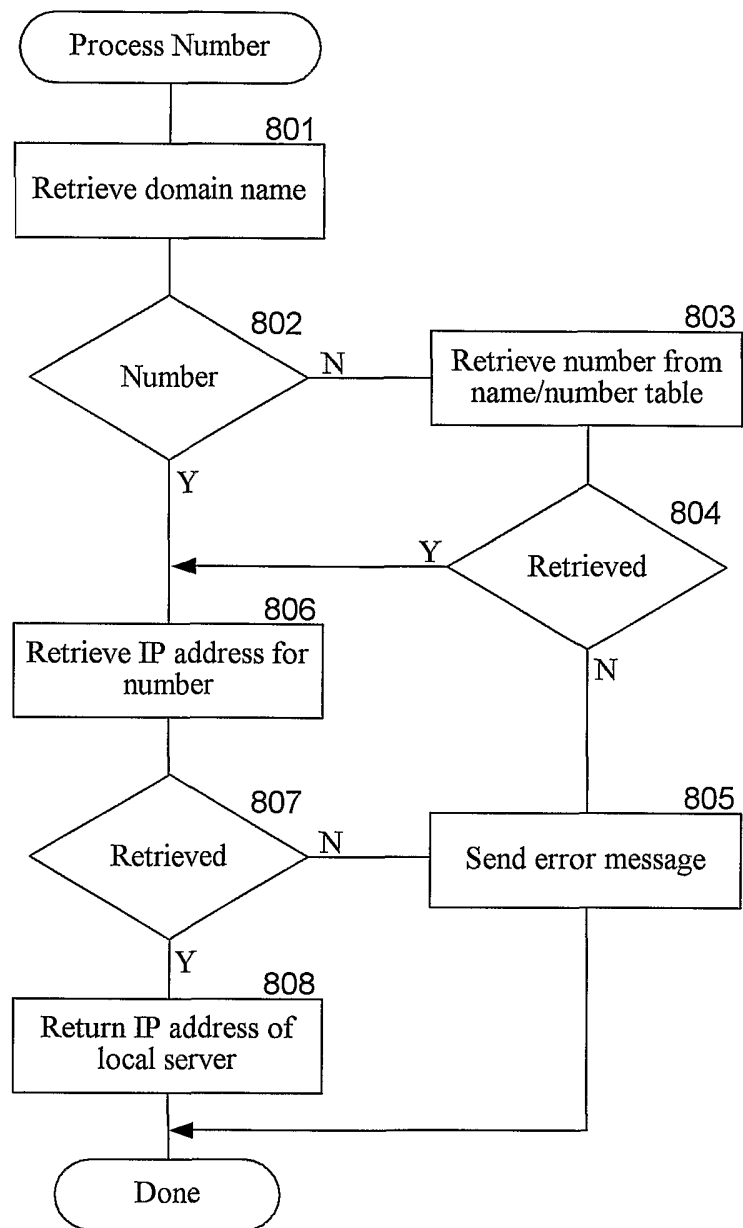 Process Number
801
Retrieve domain name
802
Number
N
Y
803
Retrieve number from
name/number table
804
Retrieved
Y
N
806
Retrieve IP address for
number
807
Retrieved
N
Y
805
Send error message
808
Return IP address of
local server
Done